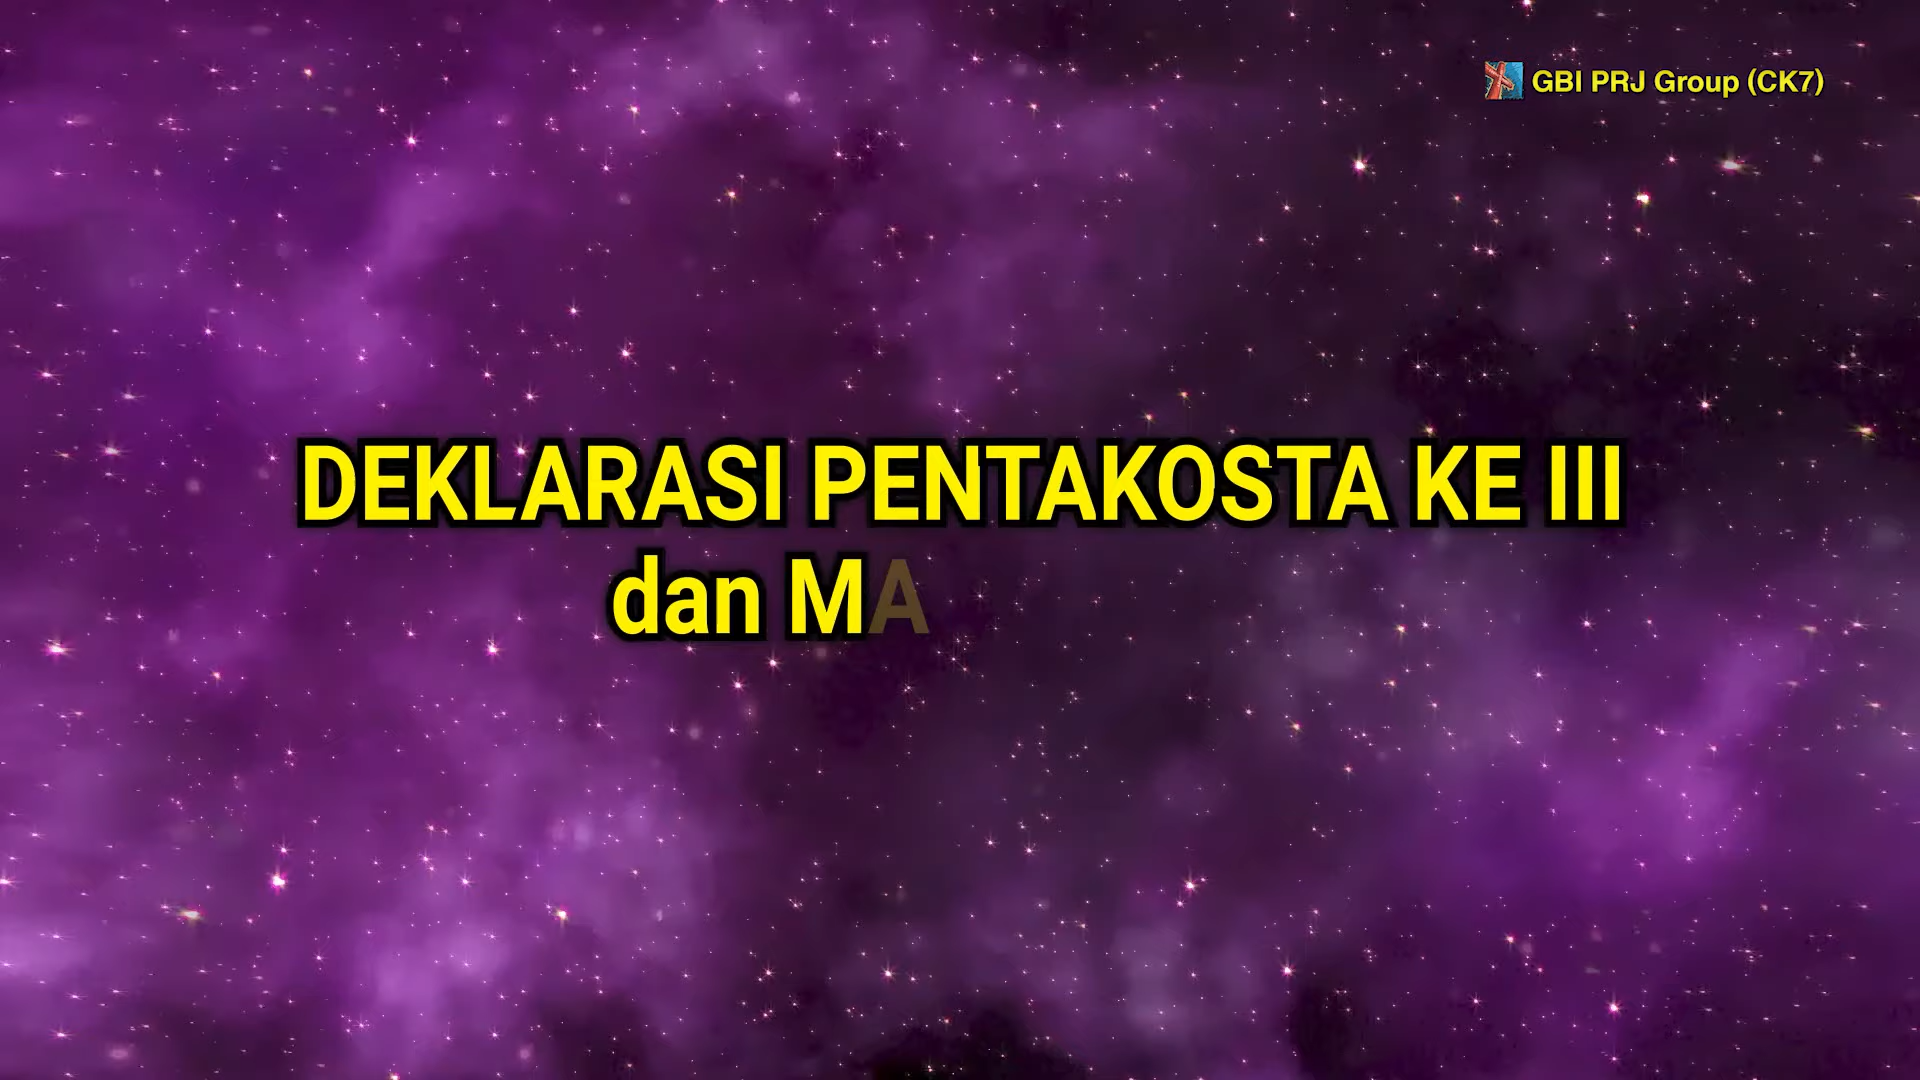 GBI PRJ Group (CK7)
DEKLARASI PENTAKOSTA KE III
dan MA